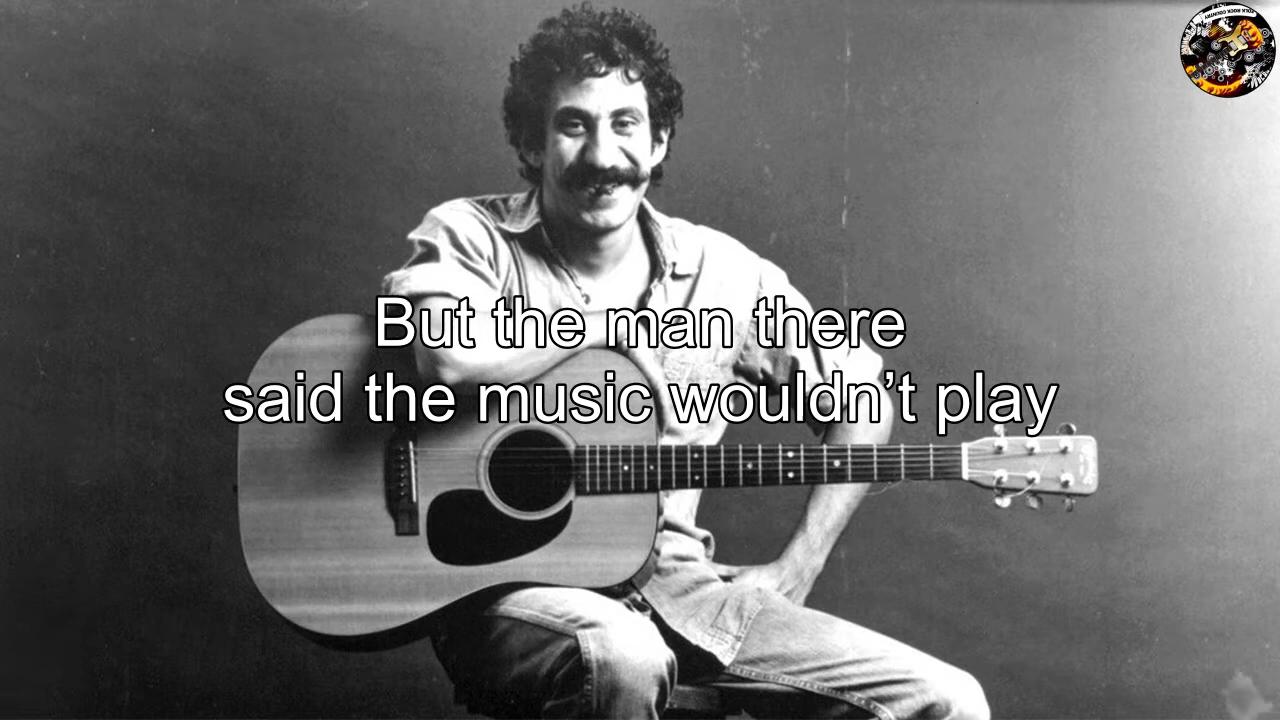 But the man there
said the music wouldn’t play